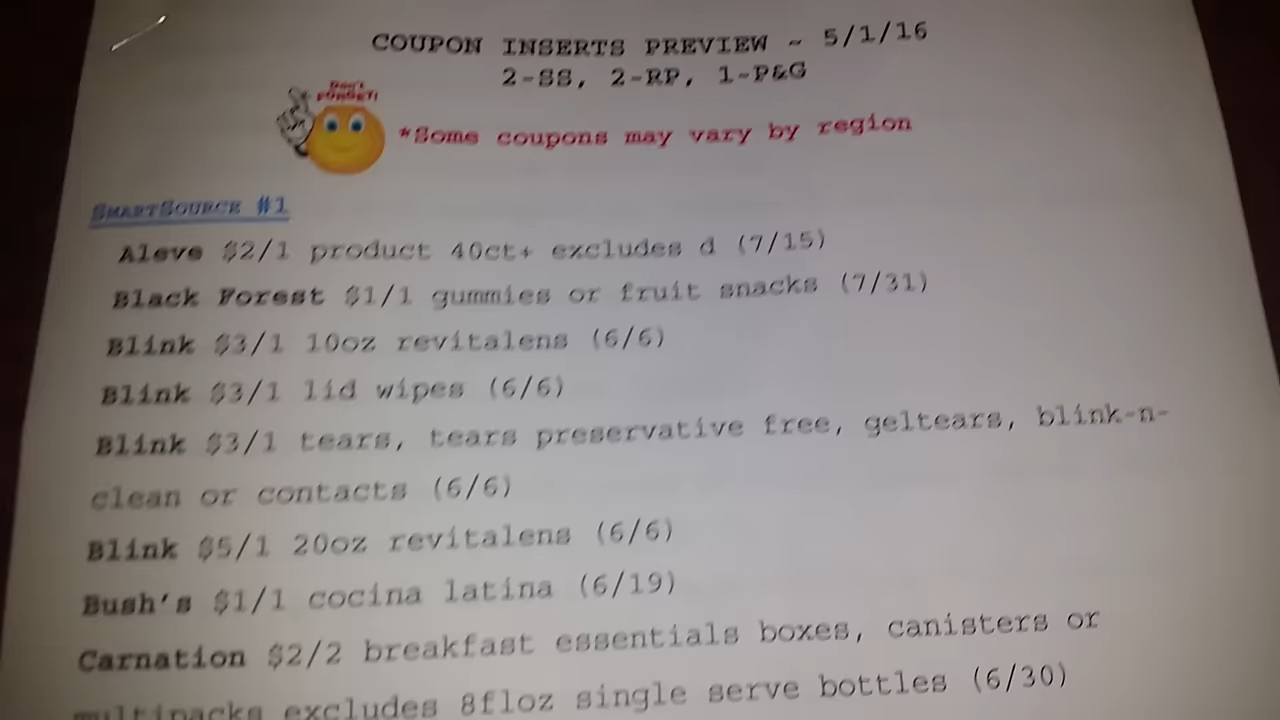 COUPON INSERTS PREVIEW ~ 5/1/16
2-SS, 2-RP, 1-P&G
Don't
FORGET!
*Some coupons may vary by region
SMARTSOURCE #1
Aleve $2/1 product 40ct+ excludes d (7/15)
Black Forest $1/1 gummies or fruit snacks (7/31)
Blink $3/1 10oz revitalens (6/6)
Blink $3/1 lid wipes (6/6)
Blink $3/1 tears, tears preservative free, geltears, blink-n-
clean or contacts (6/6)
Blink $5/1 20oz revitalens (6/6)
Bush's $1/1 cocina latina (6/19)
Carnation $2/2 breakfast essentials boxes, canisters or
multipacks excludes 8floz single serve bottles (6/30)